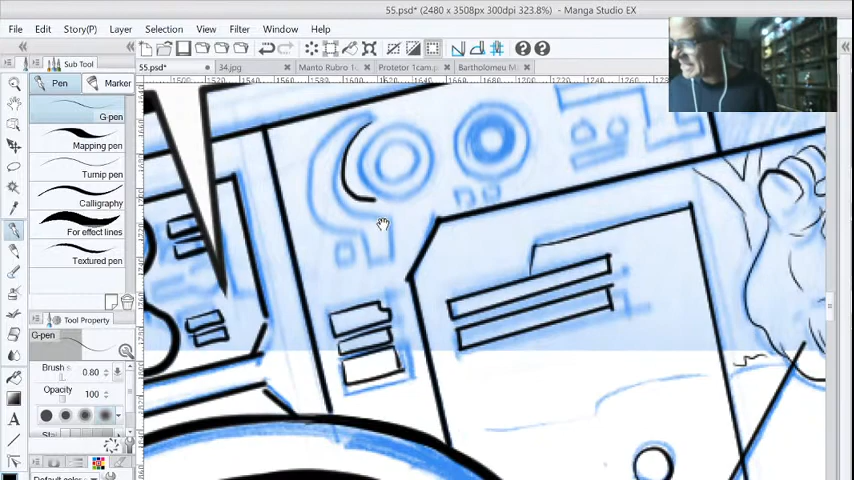 55.psd* (2480 x 3508px 300dpi 323.8%) - Manga Studio EX
File Edit Story(P) Layer Selection View Filter Window Help
Sub Tool
55.psd* 34.jpg Manto Rubro 1 Protetor 1cam.p Bartholomeu M
Pen Marker
G-pen
Mapping pen
Turnip pen
Calligraphy
For effect lines
Textured pen
Tool Property
G-pen
Brush 0.80
Opacity 100
Default color